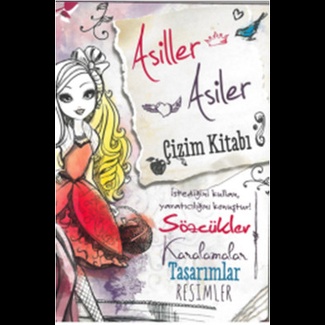 Asiller
Asiler
Çizim Kitabı
İstediğini kullan,
yaratıcılığını konuştur!
Sözcükler
Karalamalar
Tasarımlar
RESİMLER